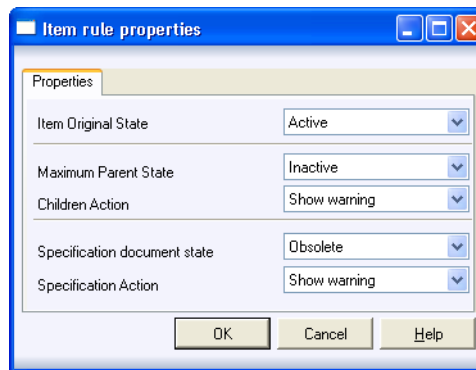 Item rule properties
Properties
Item Original State Active
Maximum Parent State Inactive
Children Action Show warning
Specification document state Obsolete
Specification Action Show warning
OK Cancel Help